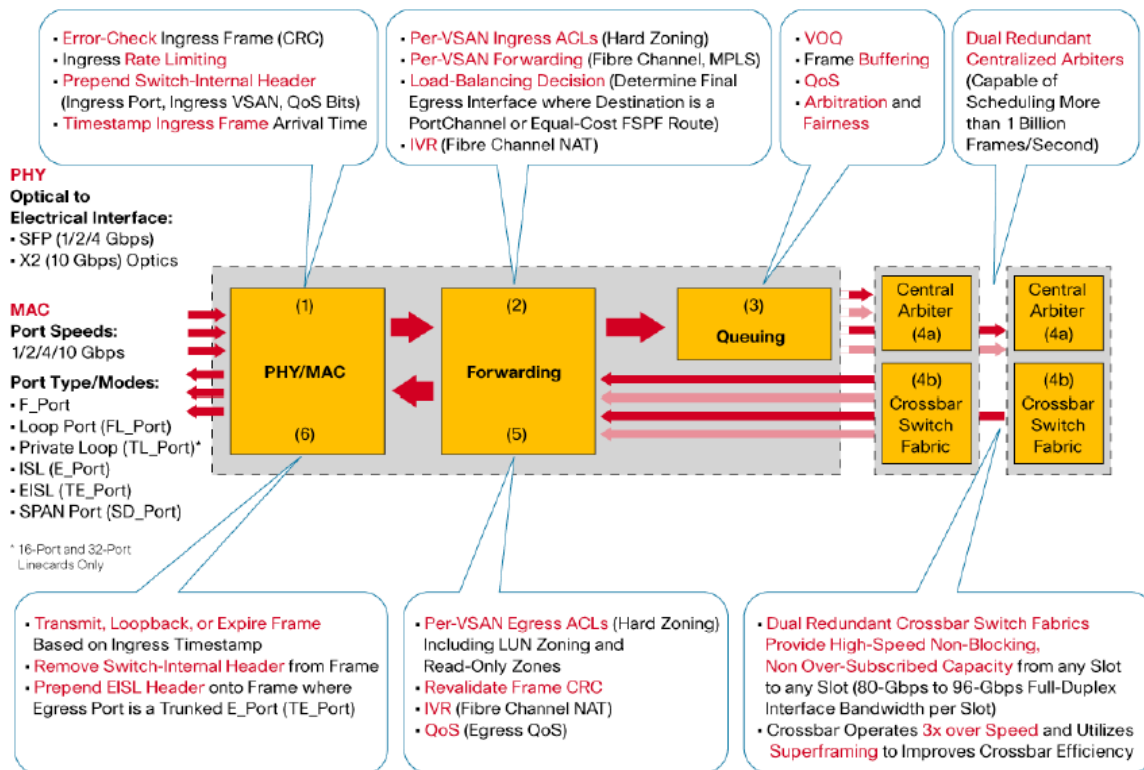 • Error-Check Ingress Frame (CRC)
• Ingress Rate Limiting
• Prepend Switch-Internal Header
(Ingress Port, Ingress VSAN, QoS Bits)
• Timestamp Ingress Frame Arrival Time
• Per-VSAN Ingress ACLs (Hard Zoning)
• Per-VSAN Forwarding (Fibre Channel, MPLS)
• Load-Balancing Decision (Determine Final
Egress Interface where Destination is a
PortChannel or Equal-Cost FSPF Route)
• IVR (Fibre Channel NAT)
• VOQ
• Frame Buffering
• QoS
• Arbitration and
Fairness
Dual Redundant
Centralized Arbiters
(Capable of
Scheduling More
than 1 Billion
Frames/Second)
PHY
Optical to
Electrical Interface:
• SFP (1/2/4 Gbps)
• X2 (10 Gbps) Optics
MAC
Port Speeds:
1/2/4/10 Gbps
Port Type/Modes:
• F_Port
• Loop Port (FL_Port)
• Private Loop (TL_Port)*
• ISL (E_Port)
• EISL (TE_Port)
• SPAN Port (SD_Port)
* 16-Port and 32-Port
Linecards Only
(1)
PHY/MAC
(6)
(2)
Forwarding
(5)
(3)
Queuing
Central
Arbiter
(4a)
Central
Arbiter
(4a)
(4b)
Crossbar
Switch
Fabric
(4b)
Crossbar
Switch
Fabric
• Transmit, Loopback, or Expire Frame
Based on Ingress Timestamp
• Remove Switch-Internal Header from Frame
• Prepend EISL Header onto Frame where
Egress Port is a Trunked E_Port (TE_Port)
• Per-VSAN Egress ACLs (Hard Zoning)
Including LUN Zoning and
Read-Only Zones
• Revalidate Frame CRC
• IVR (Fibre Channel NAT)
• QoS (Egress QoS)
• Dual Redundant Crossbar Switch Fabrics
Provide High-Speed Non-Blocking,
Non Over-Subscribed Capacity from any Slot
to any Slot (80-Gbps to 96-Gbps Full-Duplex
Interface Bandwidth per Slot)
• Crossbar Operates 3x over Speed and Utilizes
Superframing to Improves Crossbar Efficiency